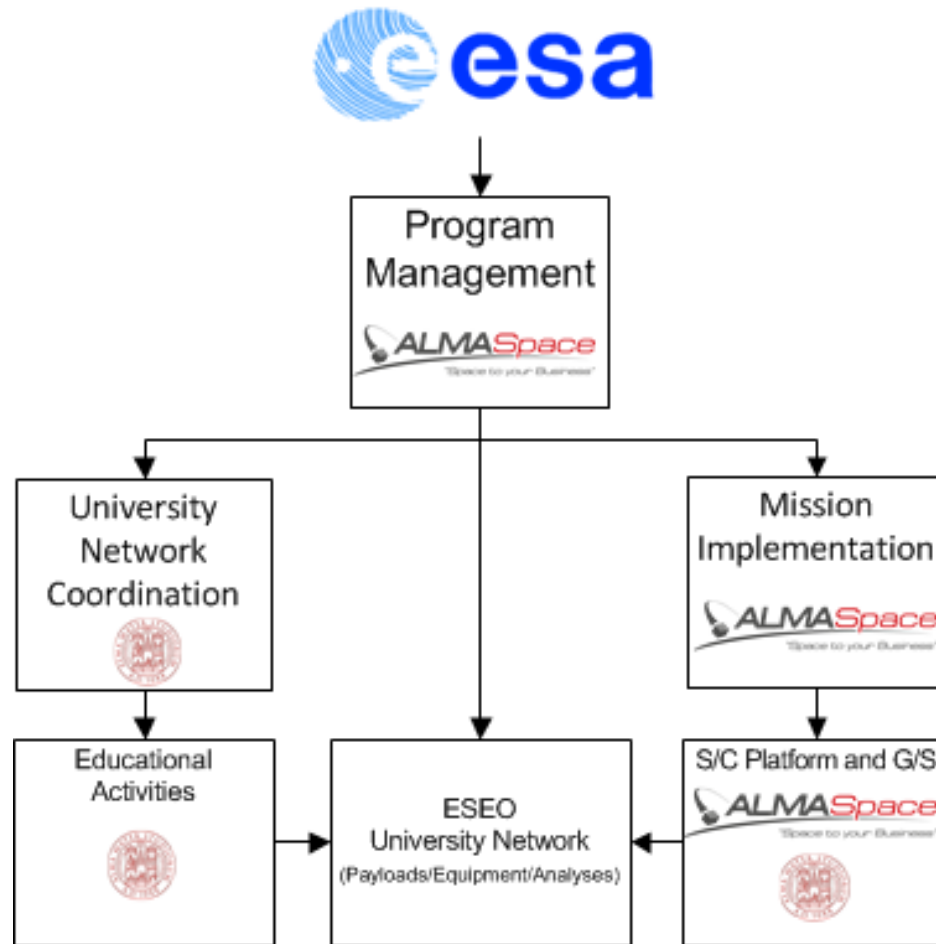 esa
Program
Management
ALMASpace
"Space to your Business"
University
Network
Coordination
Mission
Implementation
ALMASpace
"Space to your Business"
Educational
Activities
ESEO
University Network
(Payloads/Equipment/Analyses)
S/C Platform and G/S
ALMASpace
"Space to your Business"